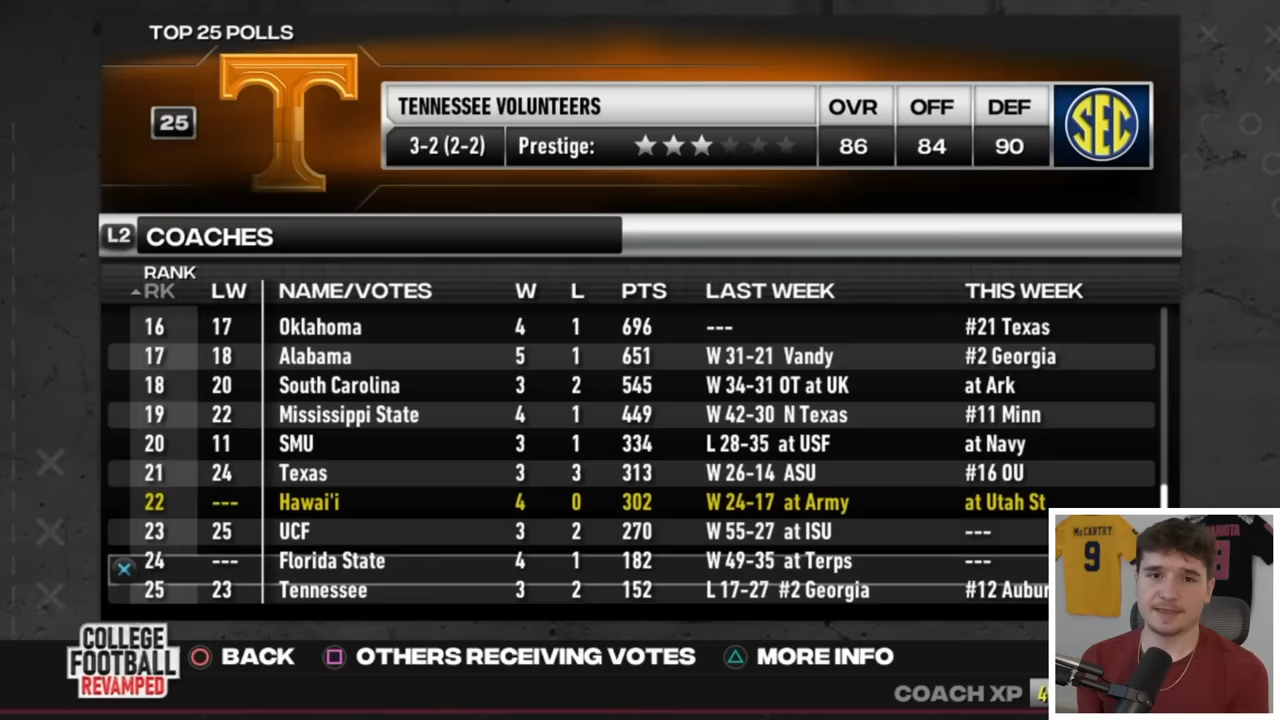 TOP 25 POLLS
25
TENNESSEE VOLUNTEERS OVR OFF DEF
3-2 (2-2) Prestige: 86 84 90
SEC
L2 COACHES
RANK
RK LW NAME/VOTES W L PTS LAST WEEK THIS WEEK
16 17 Oklahoma 4 1 696 --- #21 Texas
17 18 Alabama 5 1 651 W 31-21 Vandy #2 Georgia
18 20 South Carolina 3 2 545 W 34-31 OT at UK at Ark
19 22 Mississippi State 4 1 449 W 42-30 N Texas #11 Minn
20 11 SMU 3 1 334 L 28-35 at USF at Navy
21 24 Texas 3 3 313 W 26-14 ASU #16 OU
22 --- Hawai'i 4 0 302 W 24-17 at Army at Utah St
23 25 UCF 3 2 270 W 55-27 at ISU ---
24 --- Florida State 4 1 182 W 49-35 at Terps ---
25 23 Tennessee 3 2 152 L 17-27 #2 Georgia #12 Aubur
McCARTHY
9
COLLEGE
FOOTBALL
REVAMPED
BACK OTHERS RECEIVING VOTES MORE INFO
COACH XP